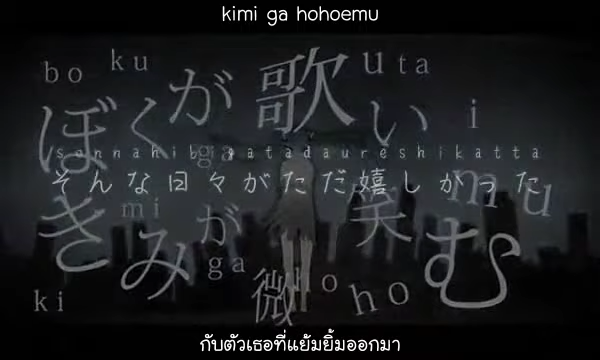 kimi ga hohoemu
bo ku ga u ta i
ぼくが歌い
sonnahibigatadaureshikatta
そんな日々がただ嬉しかった
ki mi ga ho ho mu
きみが微笑む
กับตัวเธอที่แย้มยิ้มออกมา